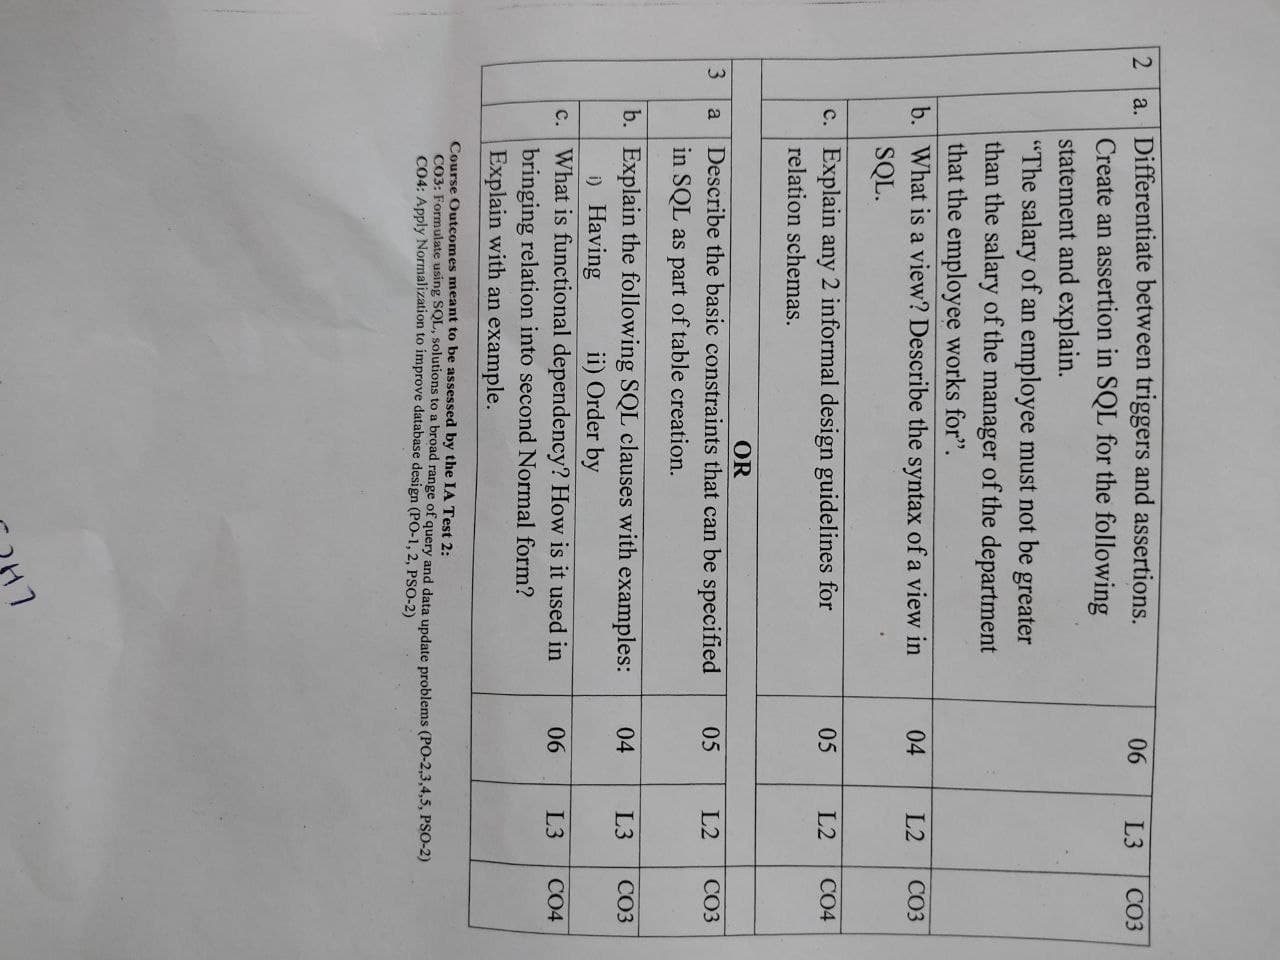 2 a. Differentiate between triggers and assertions. 06 L3 CO3
Create an assertion in SQL for the following
statement and explain.
“The salary of an employee must not be greater
than the salary of the manager of the department
that the employee works for”.
b. What is a view? Describe the syntax of a view in 04 L2 CO3
SQL.
c. Explain any 2 informal design guidelines for 05 L2 CO4
relation schemas.
OR
3 a Describe the basic constraints that can be specified 05 L2 CO3
in SQL as part of table creation.
b. Explain the following SQL clauses with examples: 04 L3 CO3
i) Having ii) Order by
c. What is functional dependency? How is it used in 06 L3 CO4
bringing relation into second Normal form?
Explain with an example.
Course Outcomes meant to be assessed by the IA Test 2:
CO3: Formulate using SQL, solutions to a broad range of query and data update problems (PO-2,3,4,5, PSO-2)
CO4: Apply Normalization to improve database design (PO-1, 2, PSO-2)